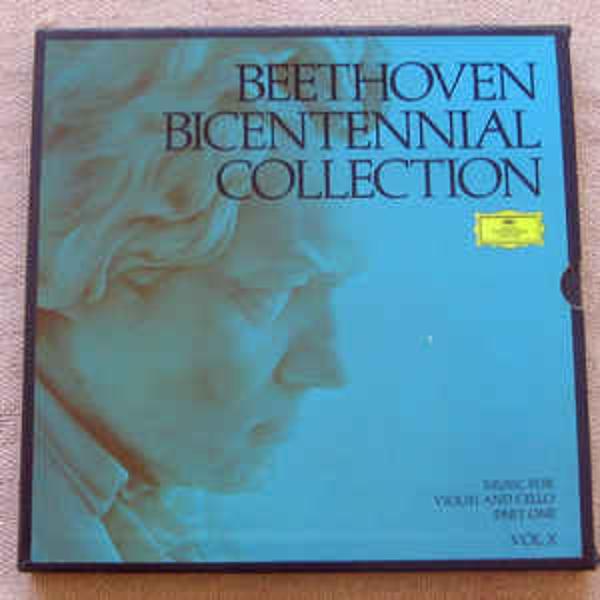 BEETHOVEN
BICENTENNIAL
COLLECTION
MUSIC FOR
VIOLIN AND CELLO
PART ONE
VOL. X